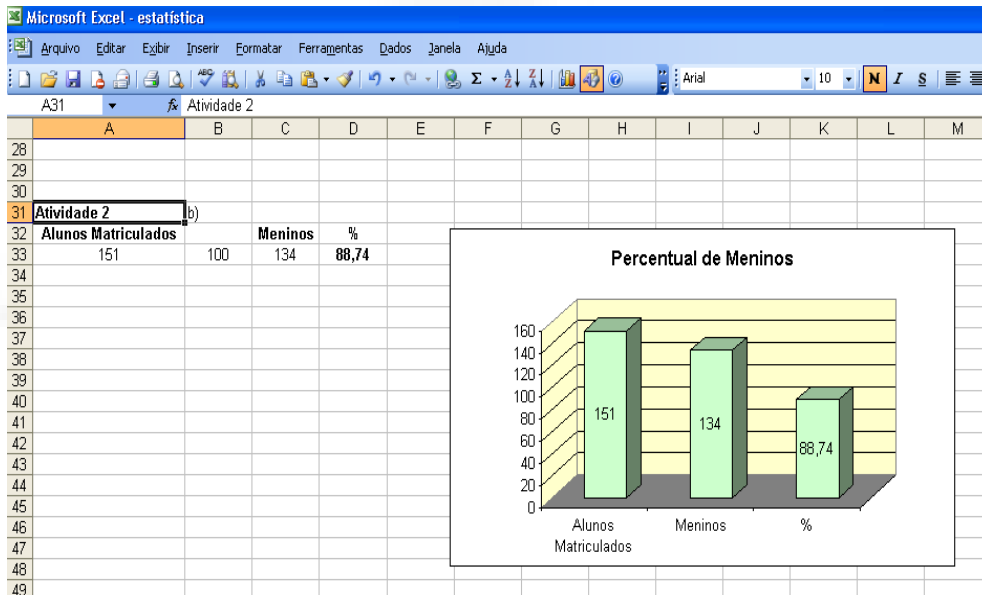 Microsoft Excel - estatística
Arquivo Editar Exibir Inserir Formatar Ferramentas Dados Janela Ajuda
Arial 10 N I S
A31 fx Atividade 2
A B C D E F G H I J K L M
28
29
30
31 Atividade 2 b)
32 Alunos Matriculados Meninos %
33 151 100 134 88,74
34
35
36
37
38
39
40
41
42
43
44
45
46
47
48
49
Percentual de Meninos
160
140
120
100
80
60
40
20
0
151
134
88,74
Alunos Matriculados
Meninos
%